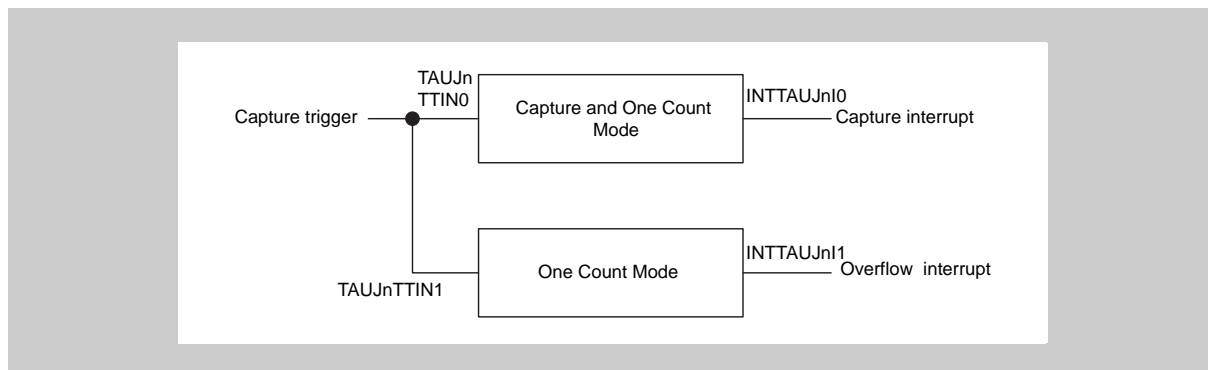 TAUJn
TTIN0
Capture trigger
Capture and One Count
Mode
INTTAUJnI0
Capture interrupt
One Count Mode
INTTAUJnI1
Overflow interrupt
TAUJnTTIN1